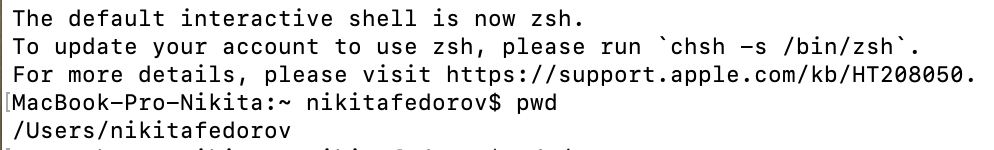 The default interactive shell is now zsh.
To update your account to use zsh, please run `chsh -s /bin/zsh`.
For more details, please visit https://support.apple.com/kb/HT208050.
[MacBook-Pro-Nikita:~ nikitafedorov$ pwd
/Users/nikitafedorov